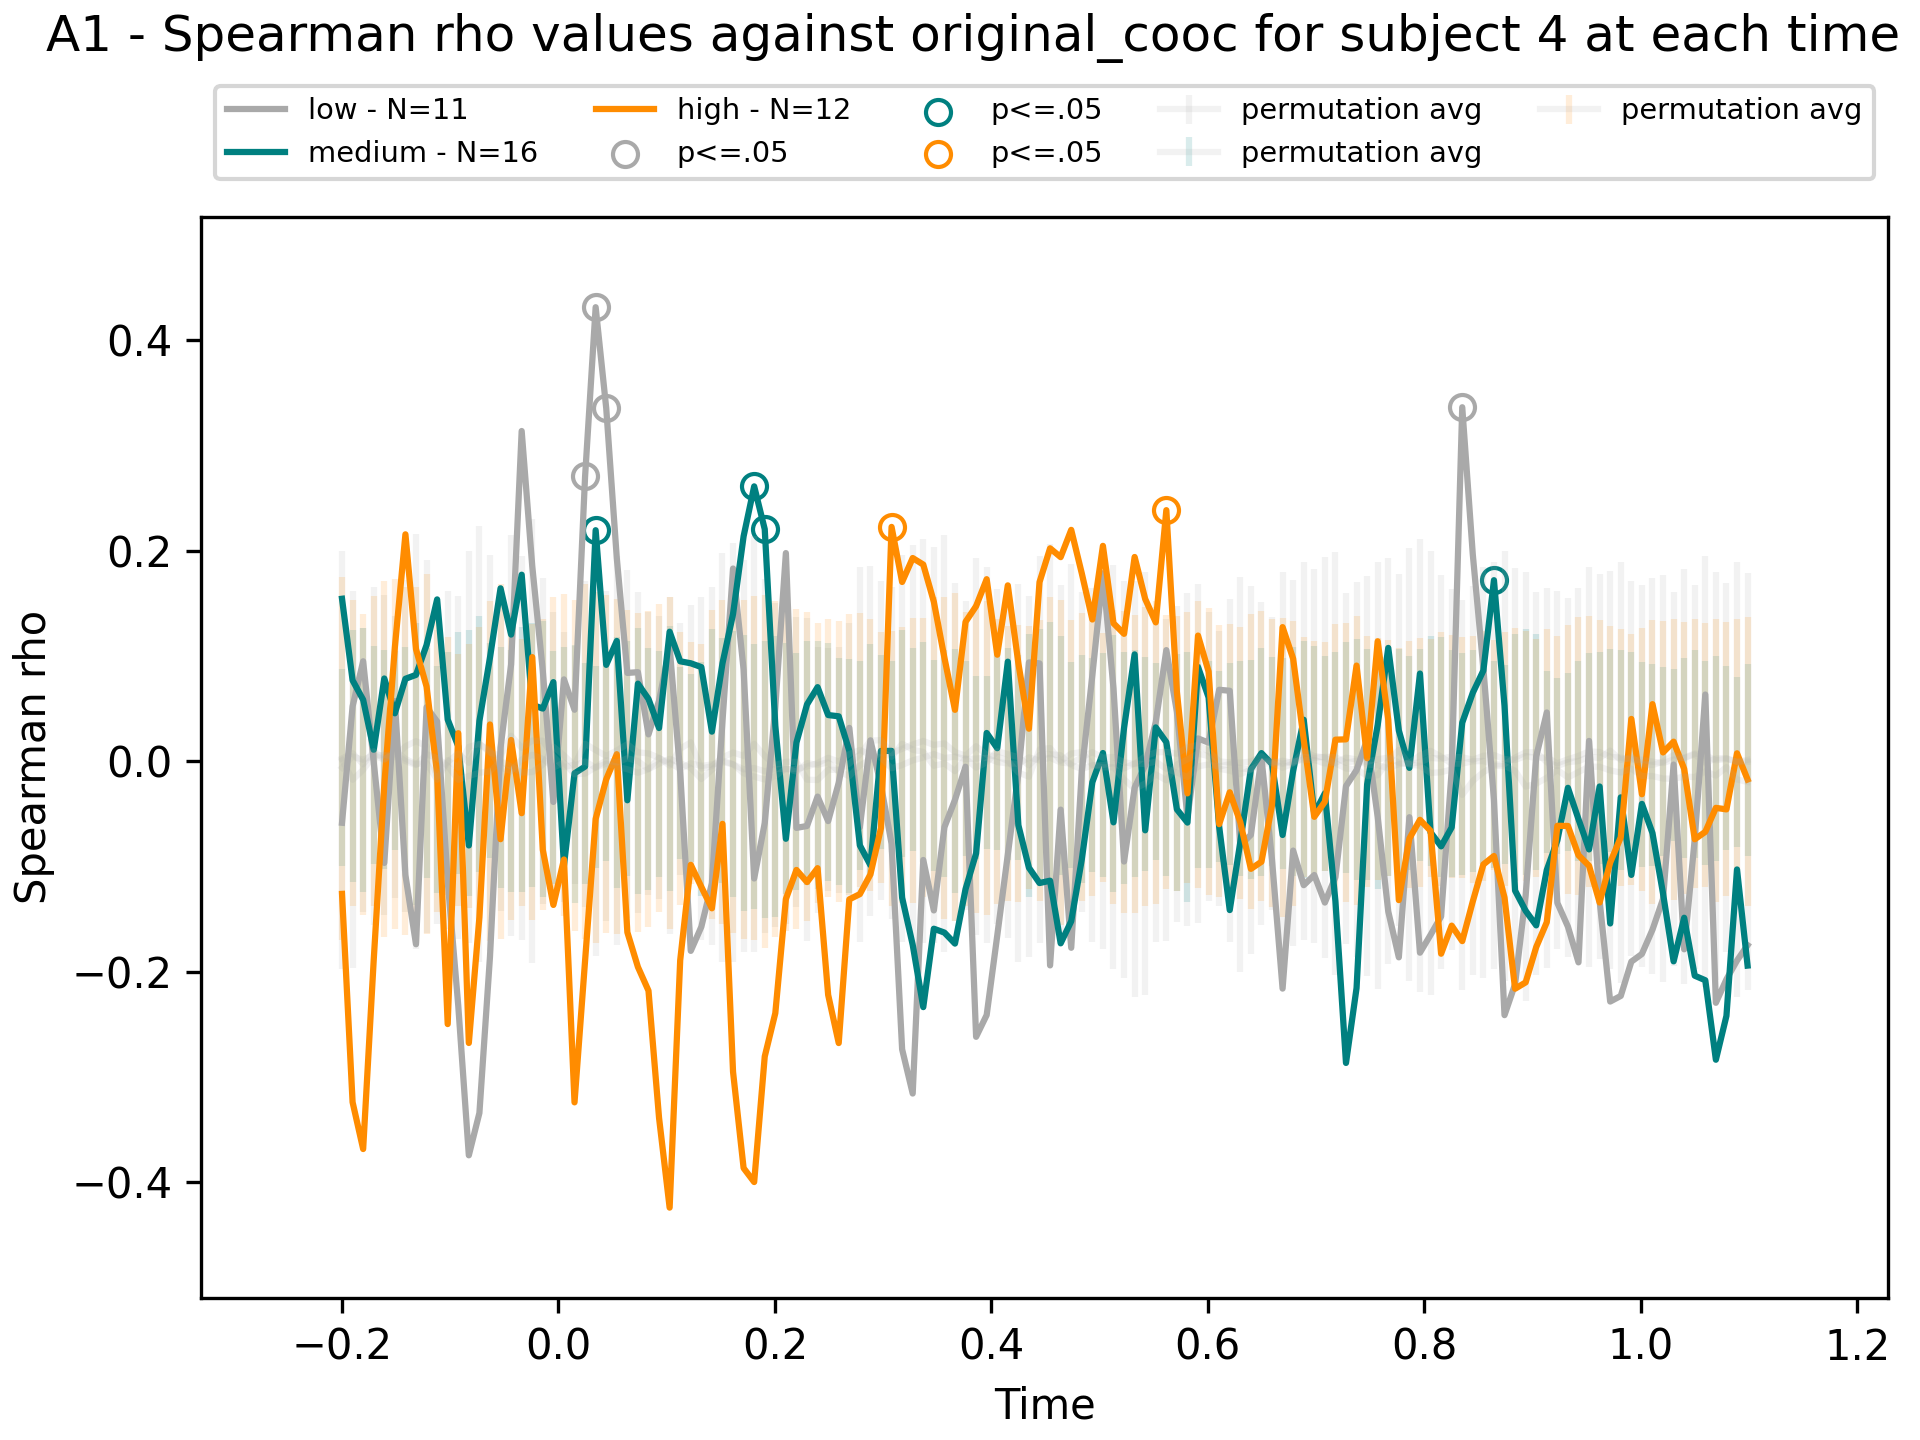 A1 - Spearman rho values against original_cooc for subject 4 at each time
low - N=11
medium - N=16
high - N=12
p<=.05
p<=.05
p<=.05
permutation avg
permutation avg
permutation avg
Spearman rho
0.4
0.2
0.0
−0.2
−0.4
−0.2
0.0
0.2
0.4
0.6
0.8
1.0
1.2
Time